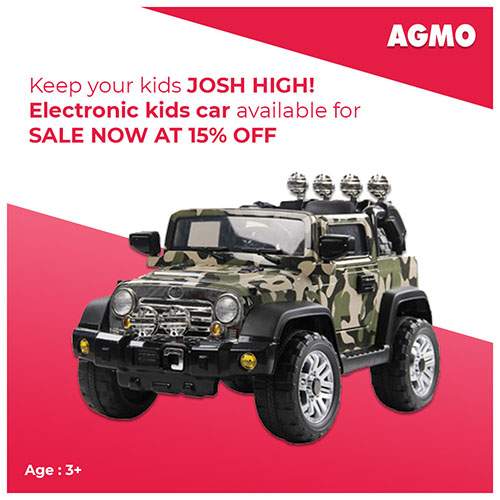 AGMO
Keep your kids JOSH HIGH!
Electronic kids car available for
SALE NOW AT 15% OFF
Age : 3+